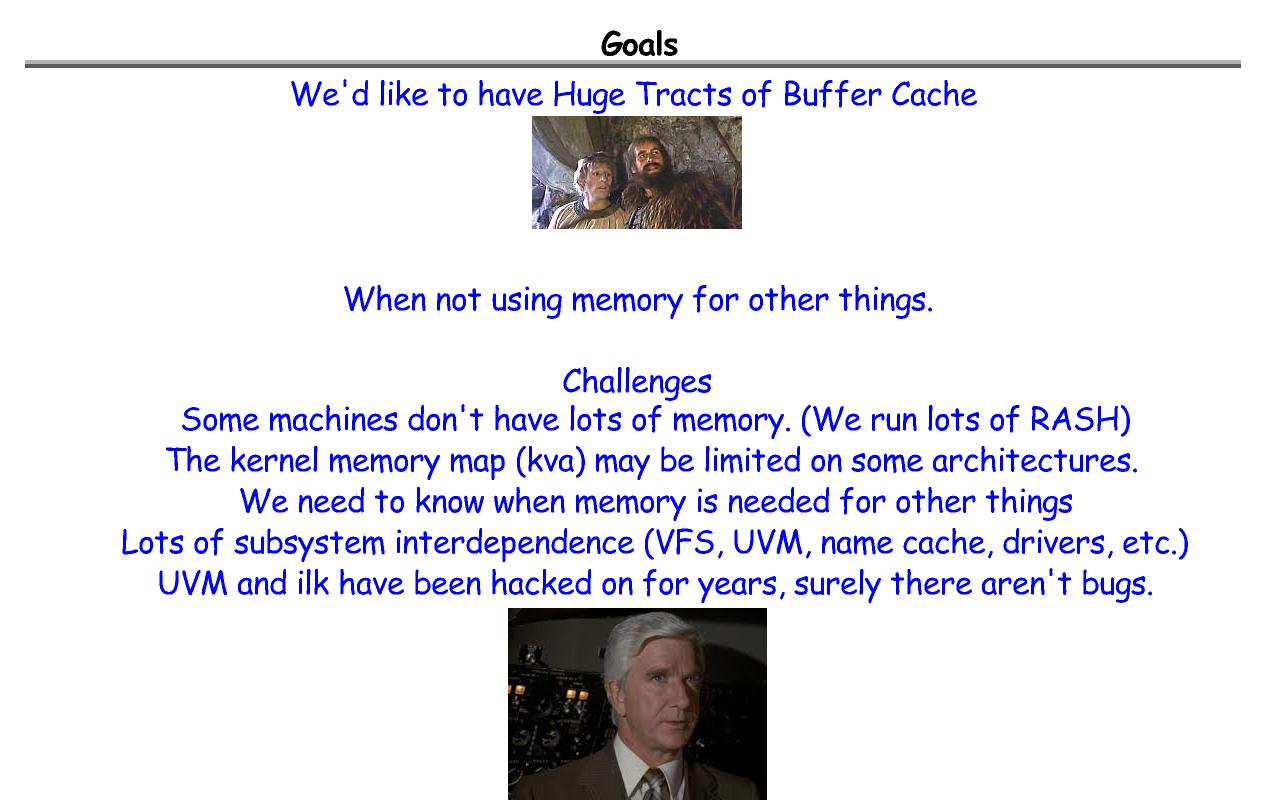 Goals
We'd like to have Huge Tracts of Buffer Cache
When not using memory for other things.
Challenges
Some machines don't have lots of memory. (We run lots of RASH)
The kernel memory map (kva) may be limited on some architectures.
We need to know when memory is needed for other things
Lots of subsystem interdependence (VFS, UVM, name cache, drivers, etc.)
UVM and ilk have been hacked on for years, surely there aren't bugs.